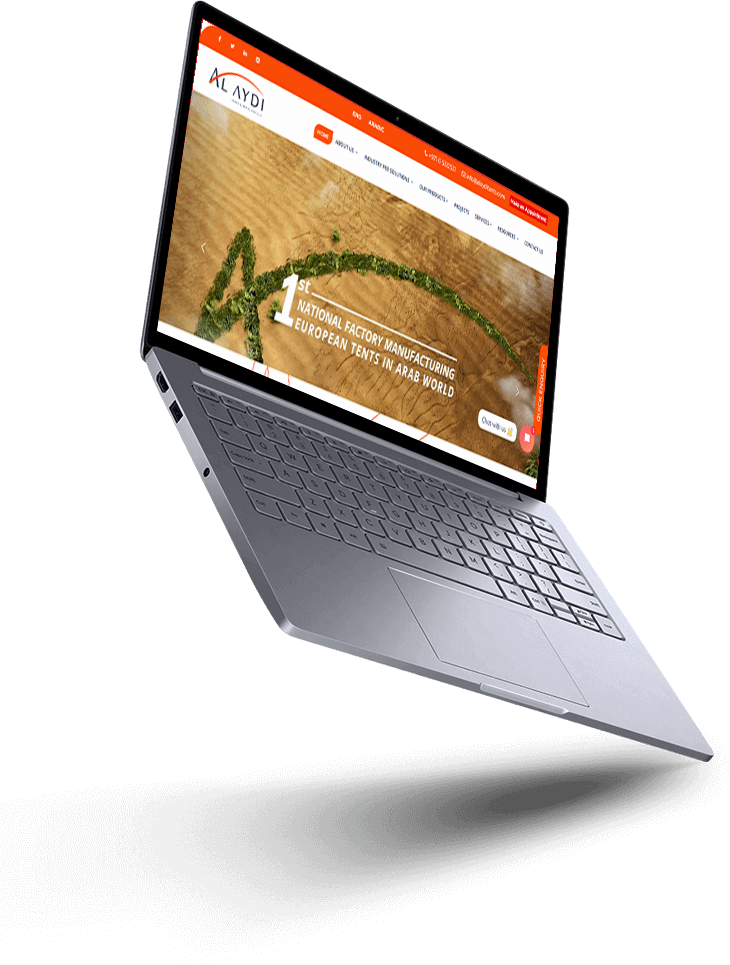 ENG ARABIC
AL AYDI
Make an Appointment
HOME
ABOUT US
INDUSTRY PRE SOLUTIONS
OUR PRODUCTS
PROJECTS
SERVICES
RESOURCES
CONTACT US
1st
NATIONAL FACTORY MANUFACTURING
EUROPEAN TENTS IN ARAB WORLD
QUICK ENQUIRY
Chat with us